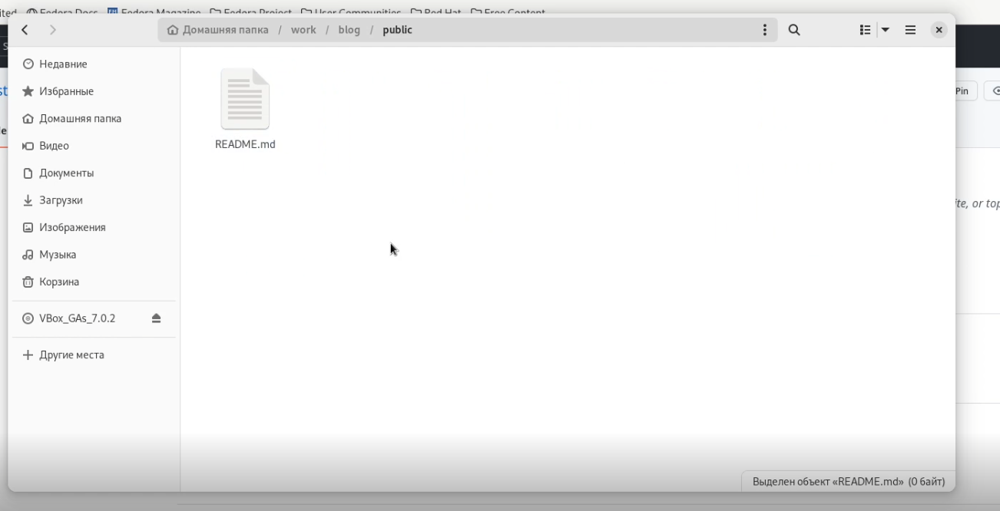 Fedora Docs Fedora Magazine Fedora Project User Communities Red Hat Free Content
Домашняя папка / work / blog / public
Недавние
Избранные
Домашняя папка
Видео
Документы
Загрузки
Изображения
Музыка
Корзина
VBox_GAs_7.0.2
Другие места
README.md
Pin
ite, or top
Выделен объект «README.md» (0 байт)